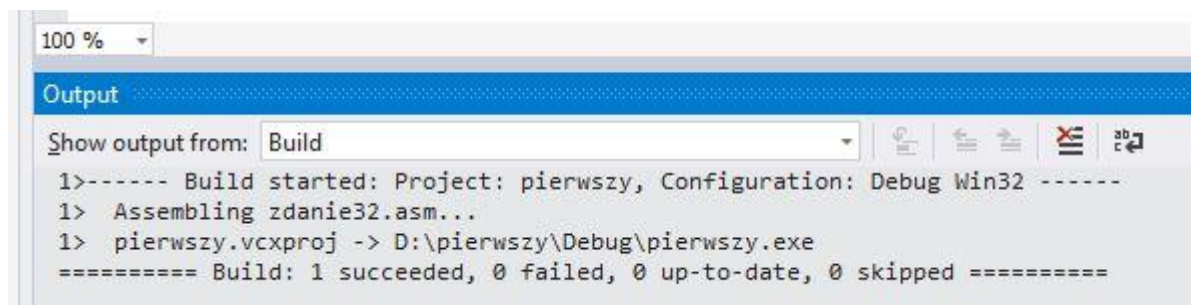 100 %
Output
Show output from: Build
1>------ Build started: Project: pierwszy, Configuration: Debug Win32 ------
1>  Assembling zdanie32.asm...
1>  pierwszy.vcxproj -> D:\pierwszy\Debug\pierwszy.exe
========== Build: 1 succeeded, 0 failed, 0 up-to-date, 0 skipped ==========